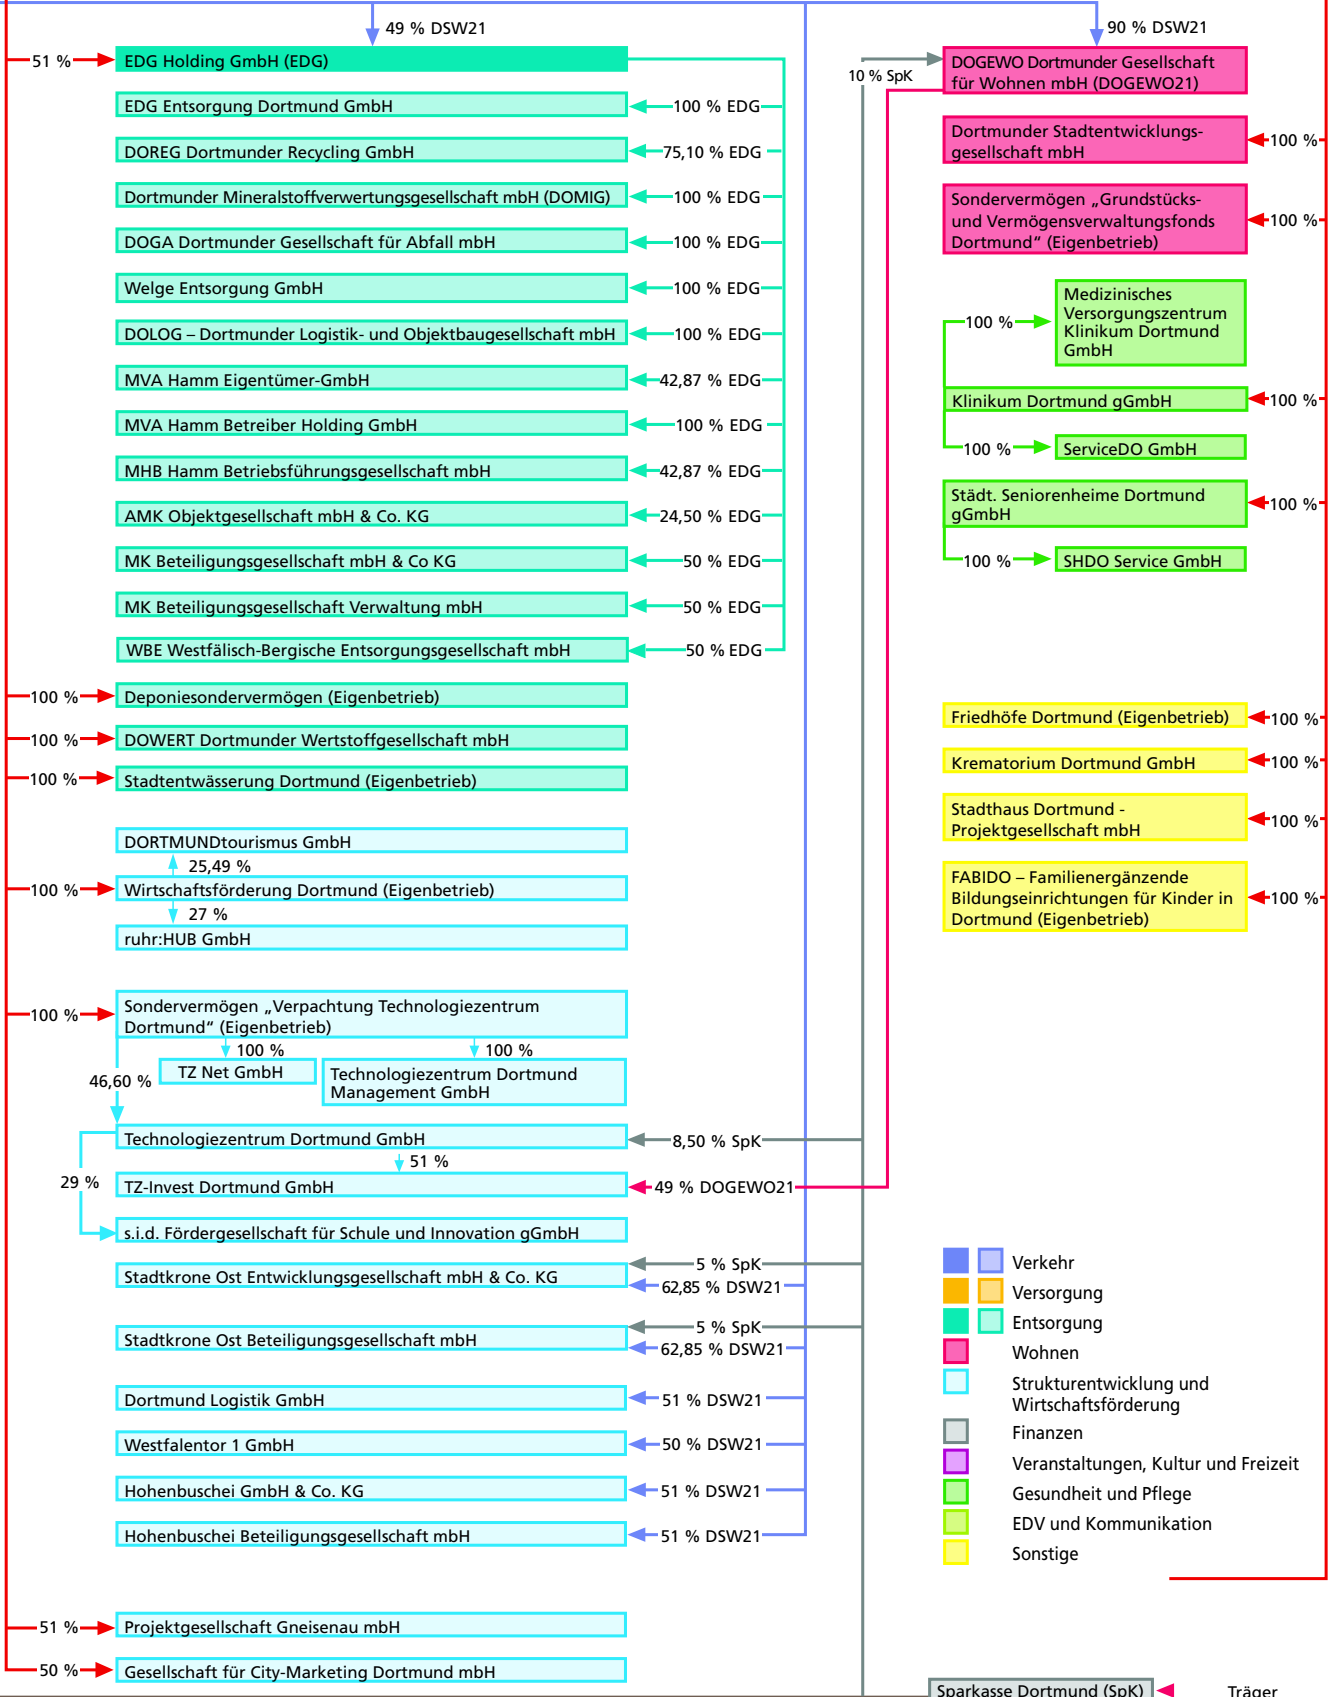 49 % DSW21
51 %
EDG Holding GmbH (EDG)
EDG Entsorgung Dortmund GmbH
100 % EDG
DOREG Dortmunder Recycling GmbH
75,10 % EDG
Dortmunder Mineralstoffverwertungsgesellschaft mbH (DOMIG)
100 % EDG
DOGA Dortmunder Gesellschaft für Abfall mbH
100 % EDG
Welge Entsorgung GmbH
100 % EDG
DOLOG – Dortmunder Logistik- und Objektbaugesellschaft mbH
100 % EDG
MVA Hamm Eigentümer-GmbH
42,87 % EDG
MVA Hamm Betreiber Holding GmbH
100 % EDG
MHB Hamm Betriebsführungsgesellschaft mbH
42,87 % EDG
AMK Objektgesellschaft mbH & Co. KG
24,50 % EDG
MK Beteiligungsgesellschaft mbH & Co KG
50 % EDG
MK Beteiligungsgesellschaft Verwaltung mbH
50 % EDG
WBE Westfälisch-Bergische Entsorgungsgesellschaft mbH
50 % EDG
100 %
Deponiesondervermögen (Eigenbetrieb)
100 %
DOWERT Dortmunder Wertstoffgesellschaft mbH
100 %
Stadtentwässerung Dortmund (Eigenbetrieb)
DORTMUNDtourismus GmbH
25,49 %
100 %
Wirtschaftsförderung Dortmund (Eigenbetrieb)
27 %
ruhr:HUB GmbH
100 %
Sondervermögen „Verpachtung Technologiezentrum
Dortmund“ (Eigenbetrieb)
100 %
100 %
46,60 %
TZ Net GmbH
Technologiezentrum Dortmund
Management GmbH
Technologiezentrum Dortmund GmbH
8,50 % SpK
51 %
29 %
TZ-Invest Dortmund GmbH
49 % DOGEWO21
s.i.d. Fördergesellschaft für Schule und Innovation gGmbH
5 % SpK
Stadtkrone Ost Entwicklungsgesellschaft mbH & Co. KG
62,85 % DSW21
5 % SpK
Stadtkrone Ost Beteiligungsgesellschaft mbH
62,85 % DSW21
Dortmund Logistik GmbH
51 % DSW21
Westfalentor 1 GmbH
50 % DSW21
Hohenbuschei GmbH & Co. KG
51 % DSW21
Hohenbuschei Beteiligungsgesellschaft mbH
51 % DSW21
51 %
Projektgesellschaft Gneisenau mbH
50 %
Gesellschaft für City-Marketing Dortmund mbH
90 % DSW21
10 % SpK
DOGEWO Dortmunder Gesellschaft
für Wohnen mbH (DOGEWO21)
Dortmunder Stadtentwicklungs-
gesellschaft mbH
100 %
Sondervermögen „Grundstücks-
und Vermögensverwaltungsfonds
Dortmund“ (Eigenbetrieb)
100 %
Medizinisches
Versorgungszentrum
Klinikum Dortmund
GmbH
100 %
Klinikum Dortmund gGmbH
100 %
100 %
ServiceDO GmbH
Städt. Seniorenheime Dortmund
gGmbH
100 %
100 %
SHDO Service GmbH
Friedhöfe Dortmund (Eigenbetrieb)
100 %
Krematorium Dortmund GmbH
100 %
Stadthaus Dortmund -
Projektgesellschaft mbH
100 %
FABIDO – Familienergänzende
Bildungseinrichtungen für Kinder in
Dortmund (Eigenbetrieb)
100 %
Verkehr
Versorgung
Entsorgung
Wohnen
Strukturentwicklung und
Wirtschaftsförderung
Finanzen
Veranstaltungen, Kultur und Freizeit
Gesundheit und Pflege
EDV und Kommunikation
Sonstige
Sparkasse Dortmund (SpK)
Träger